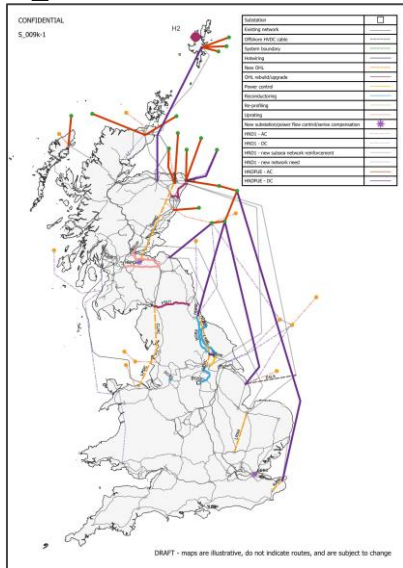 CONFIDENTIAL
S_009k-1
H2
Substation
Existing network
Offshore HVDC cable
System boundary
Hotwiring
New OHL
OHL rebuild/upgrade
Power control
Reconductoring
Re-profiling
Uprating
New substation/power flow control/series compensation
HND1 - AC
HND1 - DC
HND1 - new subsea network reinforcement
HND1 - new network need
HNDFUE - AC
HNDFUE - DC
DRAFT - maps are illustrative, do not indicate routes, and are subject to change